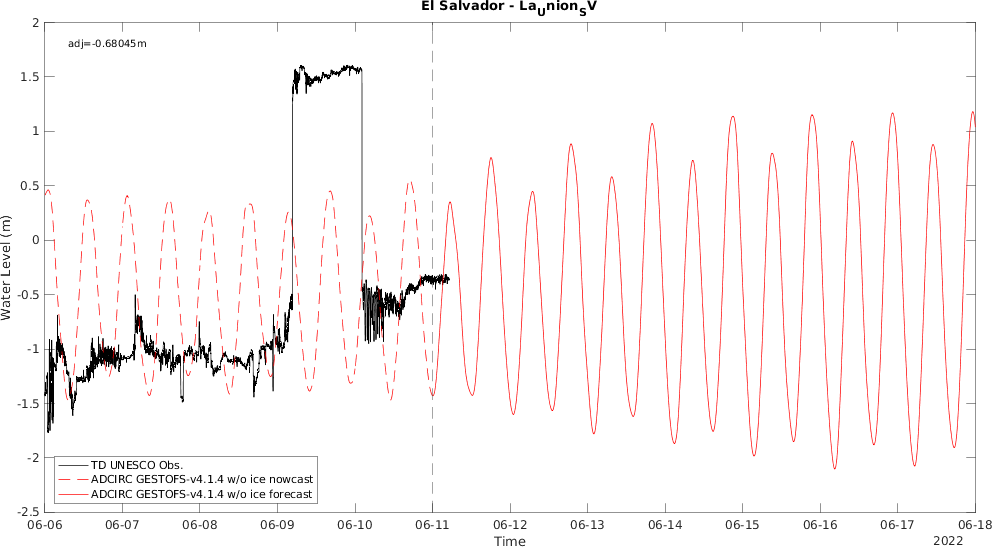 El Salvador - LaUnionSV
adj=-0.68045m
2
1.5
1
0.5
0
-0.5
-1
-1.5
-2
-2.5
Water Level (m)
TD UNESCO Obs.
ADCIRC GESTOFS-v4.1.4 w/o ice nowcast
ADCIRC GESTOFS-v4.1.4 w/o ice forecast
06-06 06-07 06-08 06-09 06-10 06-11 06-12 06-13 06-14 06-15 06-16 06-17 06-18
Time
2022